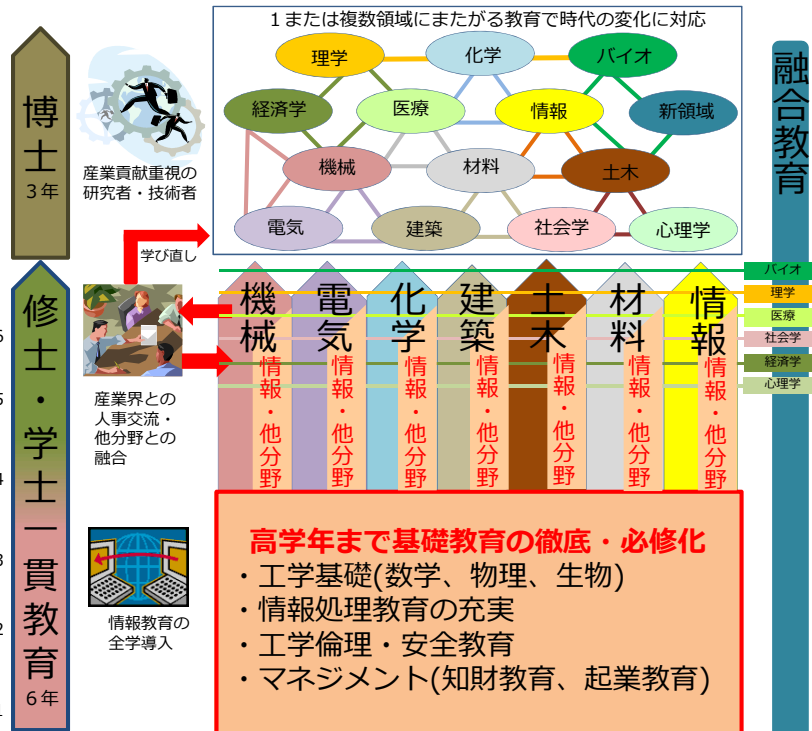 1または複数領域にまたがる教育で時代の変化に対応
理学
化学
バイオ
経済学
医療
情報
新領域
機械
材料
土木
電気
建築
社会学
心理学
融合教育
博士
3年
産業貢献重視の
研究者・技術者
学び直し
修士・学士一貫教育
6年
6
5
4
3
2
1
産業界との
人事交流・
他分野との
融合
情報教育の
全学導入
機械
電気
化学
建築
土木
材料
情報
情報・他分野
情報・他分野
情報・他分野
情報・他分野
情報・他分野
情報・他分野
情報・他分野
バイオ
理学
医療
社会学
経済学
心理学
高学年まで基礎教育の徹底・必修化
・工学基礎(数学、物理、生物)
・情報処理教育の充実
・工学倫理・安全教育
・マネジメント(知財教育、起業教育)